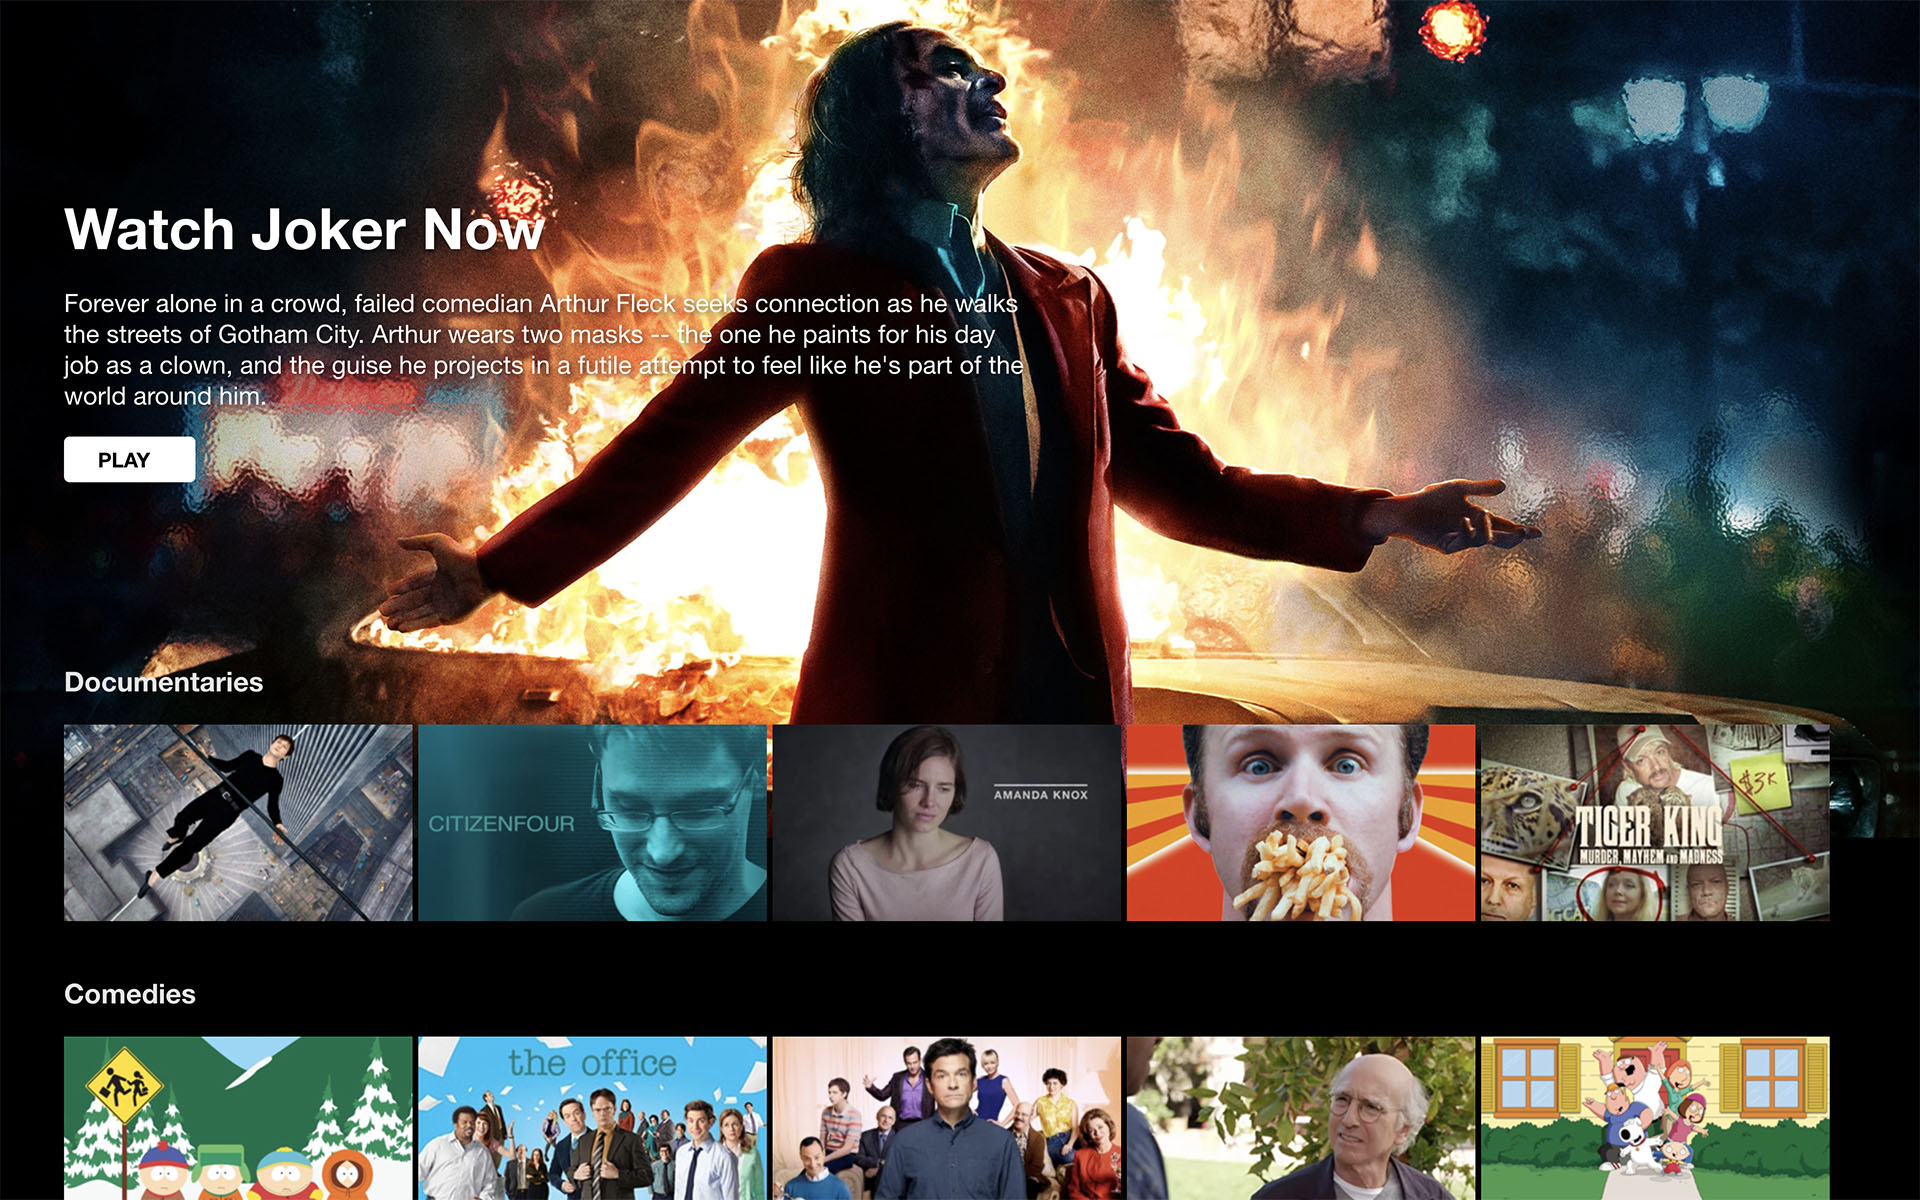 Watch Joker Now
Forever alone in a crowd, failed comedian Arthur Fleck seeks connection as he walks
the streets of Gotham City. Arthur wears two masks -- the one he paints for his day
job as a clown, and the guise he projects in a futile attempt to feel like he's part of the
world around him.
PLAY
Documentaries
CITIZENFOUR
AMANDA KNOX
$3K
TIGER KING
MURDER, MAYHEM AND MADNESS
Comedies
the office